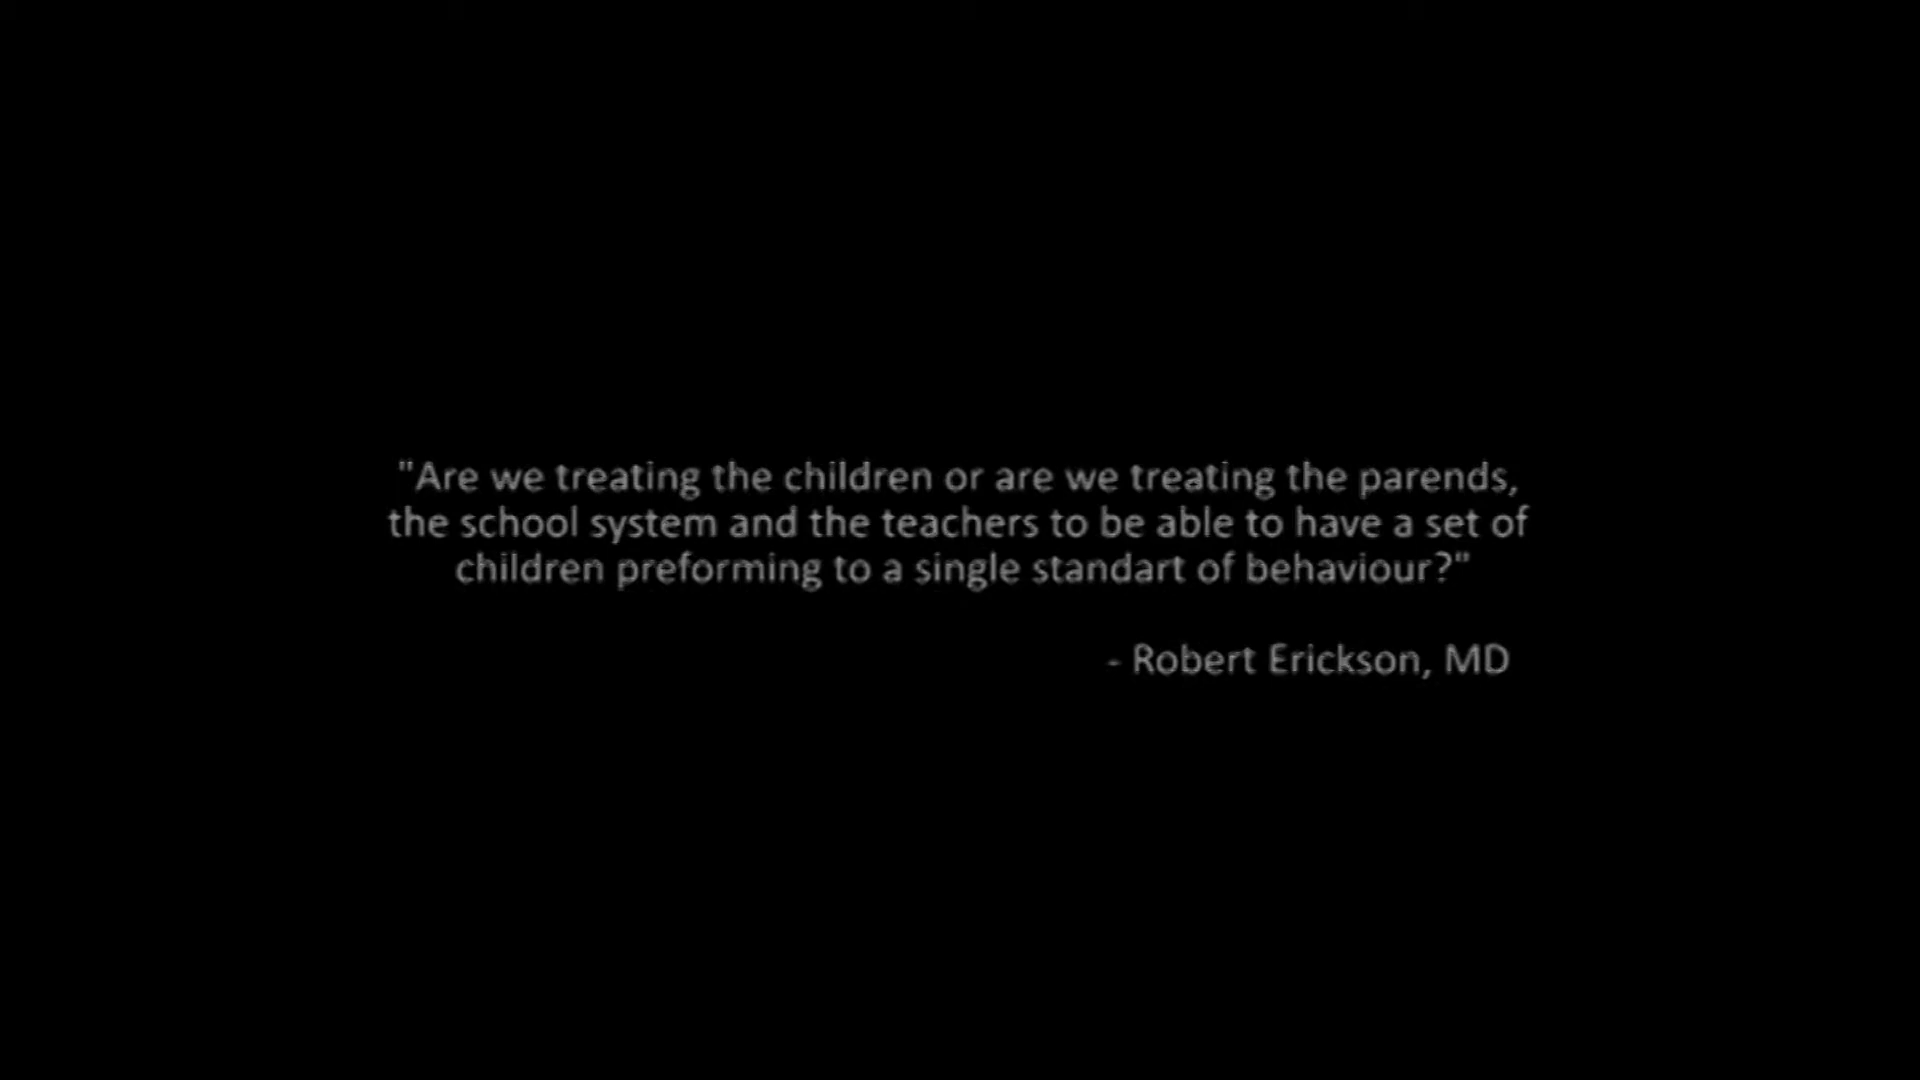 "Are we treating the children or are we treating the parends,
the school system and the teachers to be able to have a set of
children preforming to a single standart of behaviour?"
- Robert Erickson, MD